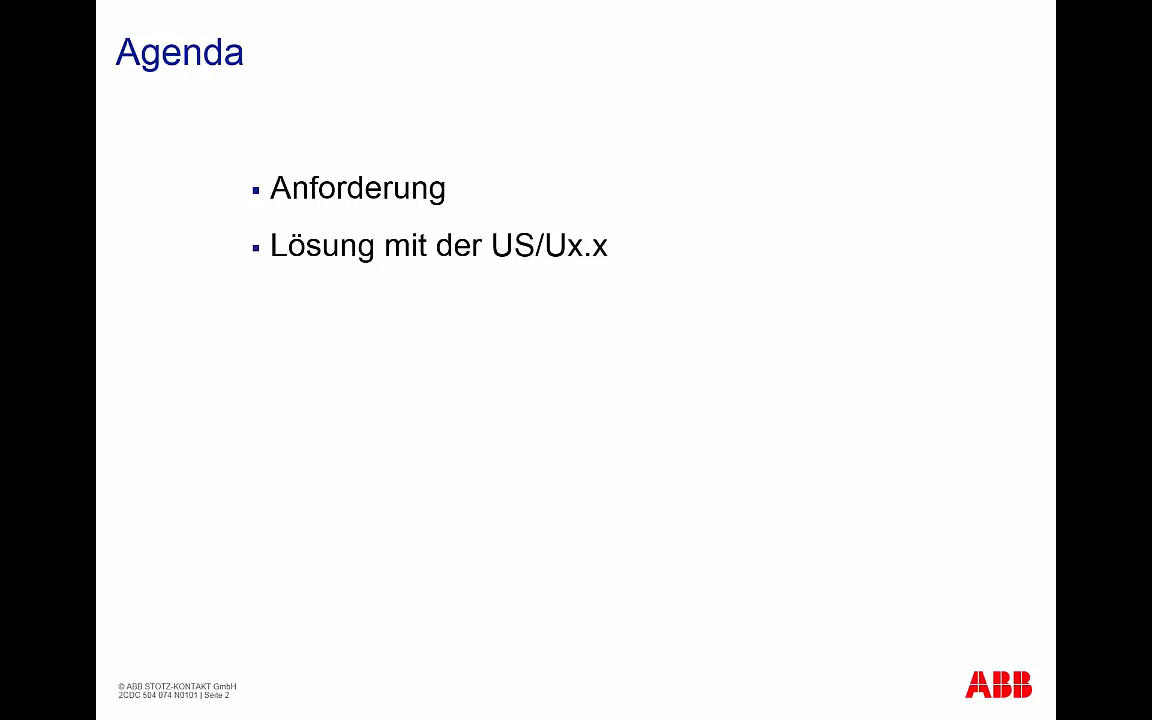 Agenda
▪ Anforderung
▪ Lösung mit der US/Ux.x
© ABB STOTZ-KONTAKT GmbH
2CDC 504 074 N0101 | Seite 2
ABB